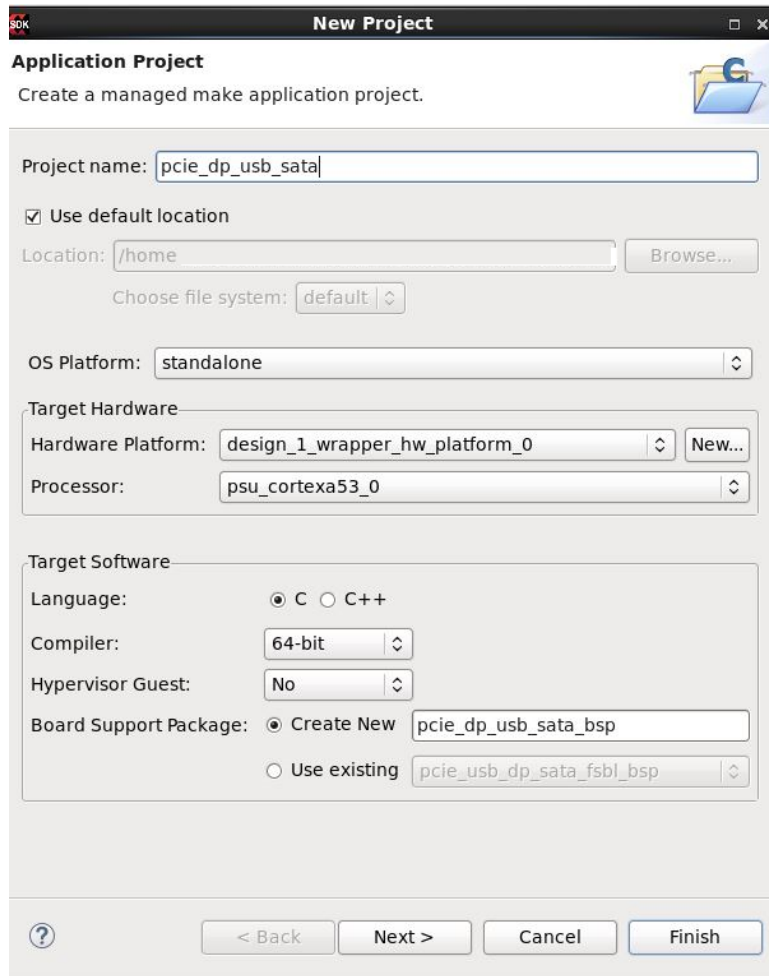 SDK New Project
Application Project
Create a managed make application project.
C
Project name: pcie_dp_usb_sata
Use default location
Location: /home Browse...
Choose file system: default
OS Platform: standalone
Target Hardware
Hardware Platform: design_1_wrapper_hw_platform_0 New...
Processor: psu_cortexa53_0
Target Software
Language: C C++
Compiler: 64-bit
Hypervisor Guest: No
Board Support Package: Create New pcie_dp_usb_sata_bsp
Use existing pcie_usb_dp_sata_fsbl_bsp
? < Back Next > Cancel Finish